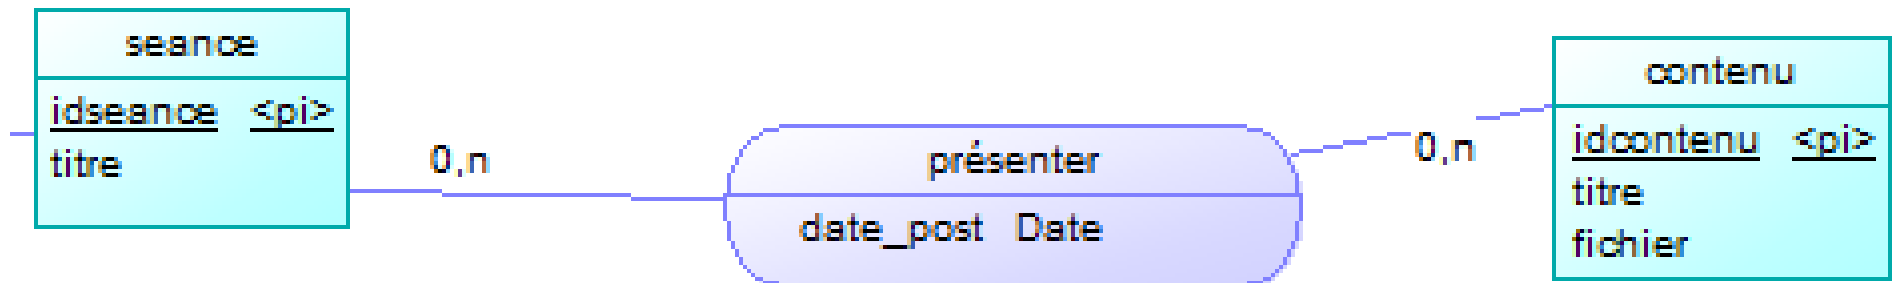 seance
idseance <pi>
titre
0,n
présenter
date_post Date
0,n
contenu
idcontenu <pi>
titre
fichier